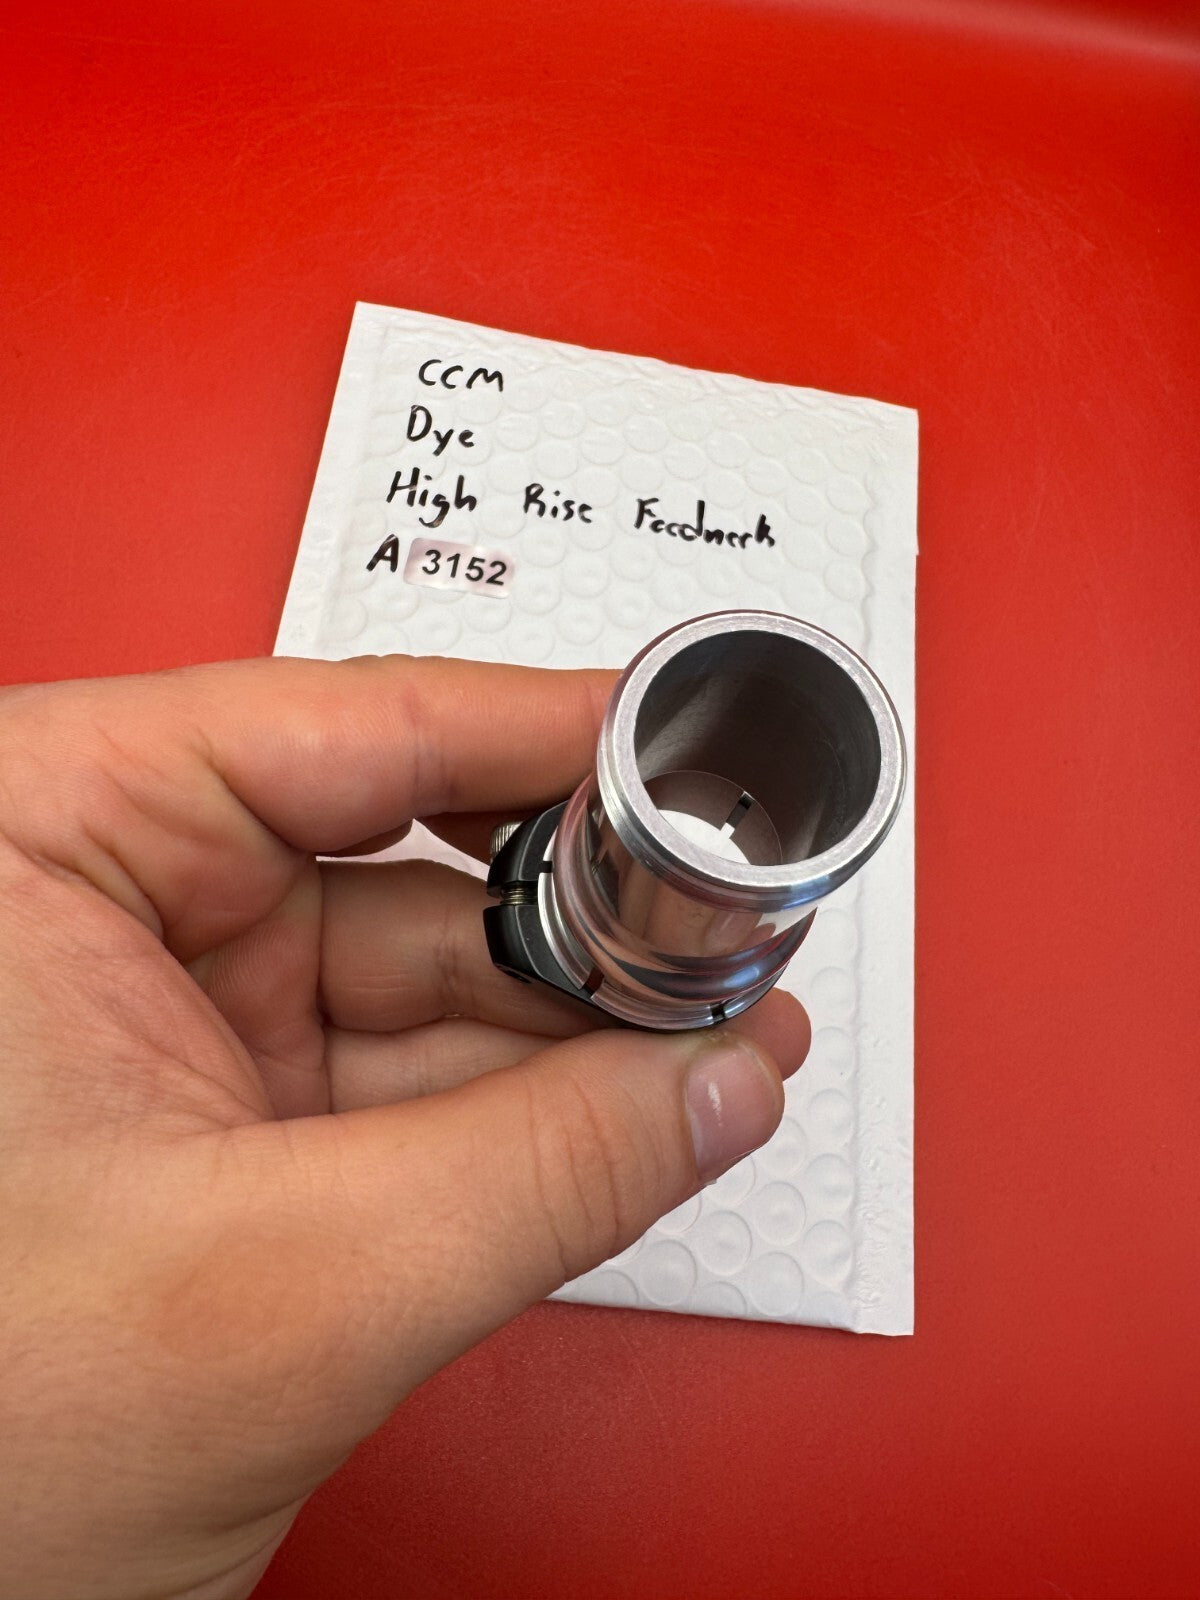 CCM
Dye
High Rise Feedneck
A 3152